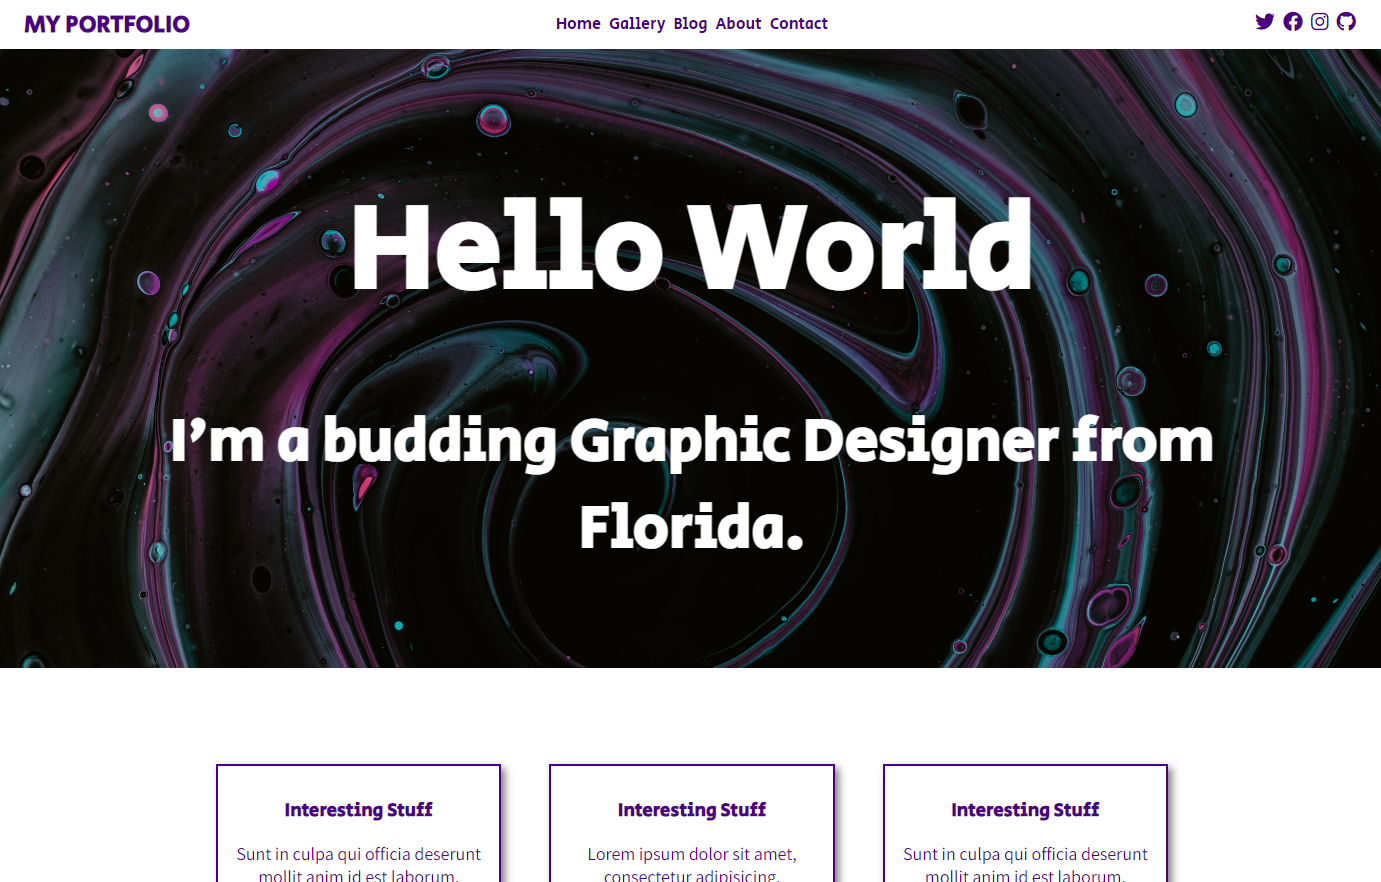 MY PORTFOLIO
Home Gallery Blog About Contact
Hello World
I’m a budding Graphic Designer from
Florida.
Interesting Stuff
Sunt in culpa qui officia deserunt
mollit anim id est laborum.
Interesting Stuff
Lorem ipsum dolor sit amet,
consectetur adipisicing.
Interesting Stuff
Sunt in culpa qui officia deserunt
mollit anim id est laborum.